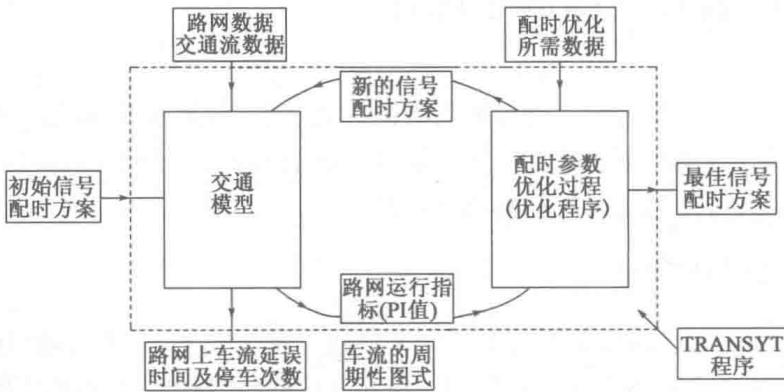 路网数据
交通流数据
配时优化
所需数据
新的信号
配时方案
初始信号
配时方案
交通
模型
配时参数
优化过程
(优化程序)
最佳信号
配时方案
路网运行指
标(PI值)
路网上车流延误
时间及停车次数
车流的周
期性图式
TRANSYT
程序